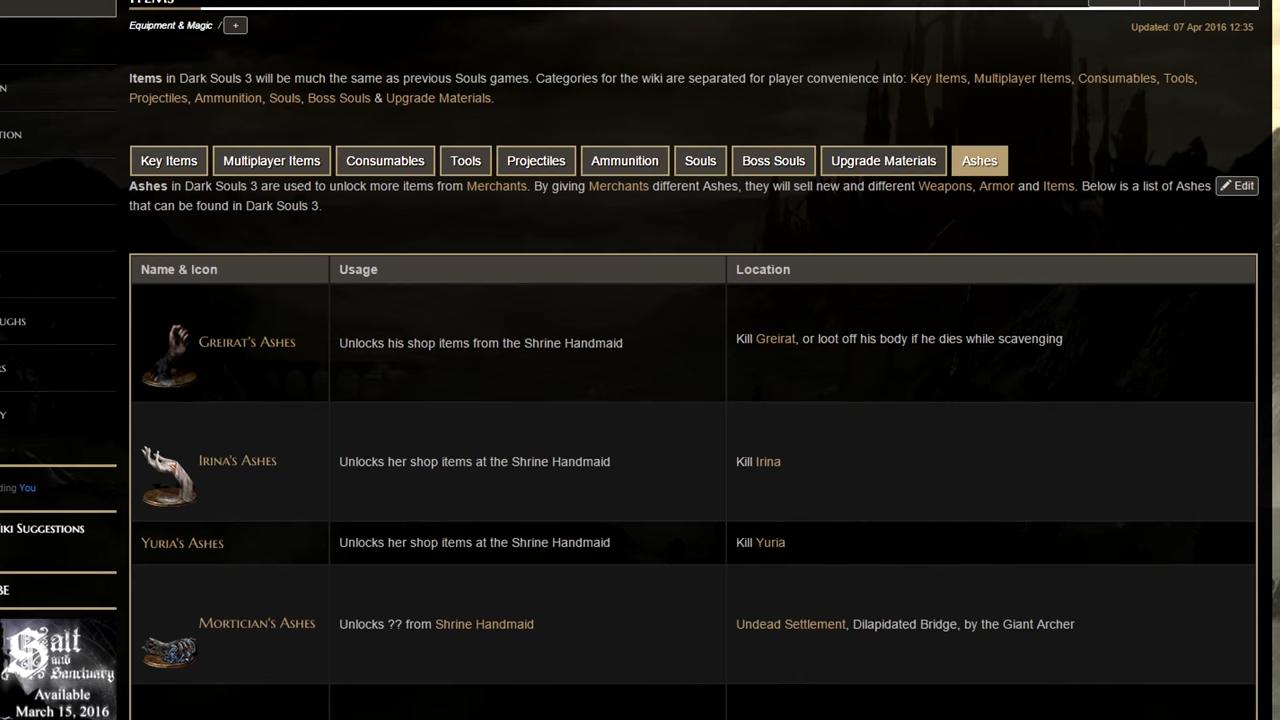 ITEMS
Equipment & Magic / +
Updated: 07 Apr 2016 12:35
Items in Dark Souls 3 will be much the same as previous Souls games. Categories for the wiki are separated for player convenience into: Key Items, Multiplayer Items, Consumables, Tools,
Projectiles, Ammunition, Souls, Boss Souls & Upgrade Materials.
Key Items Multiplayer Items Consumables Tools Projectiles Ammunition Souls Boss Souls Upgrade Materials Ashes
Ashes in Dark Souls 3 are used to unlock more items from Merchants. By giving Merchants different Ashes, they will sell new and different Weapons, Armor and Items. Below is a list of Ashes Edit
that can be found in Dark Souls 3.
Name & Icon Usage Location
GREIRAT'S ASHES Unlocks his shop items from the Shrine Handmaid Kill Greirat, or loot off his body if he dies while scavenging
IRINA'S ASHES Unlocks her shop items at the Shrine Handmaid Kill Irina
YURIA'S ASHES Unlocks her shop items at the Shrine Handmaid Kill Yuria
MORTICIAN'S ASHES Unlocks ?? from Shrine Handmaid Undead Settlement, Dilapidated Bridge, by the Giant Archer
N
TION
UGHS
RS
Y
ding You
IKI SUGGESTIONS
BE
Salt
and
Sanctuary
Available
March 15, 2016